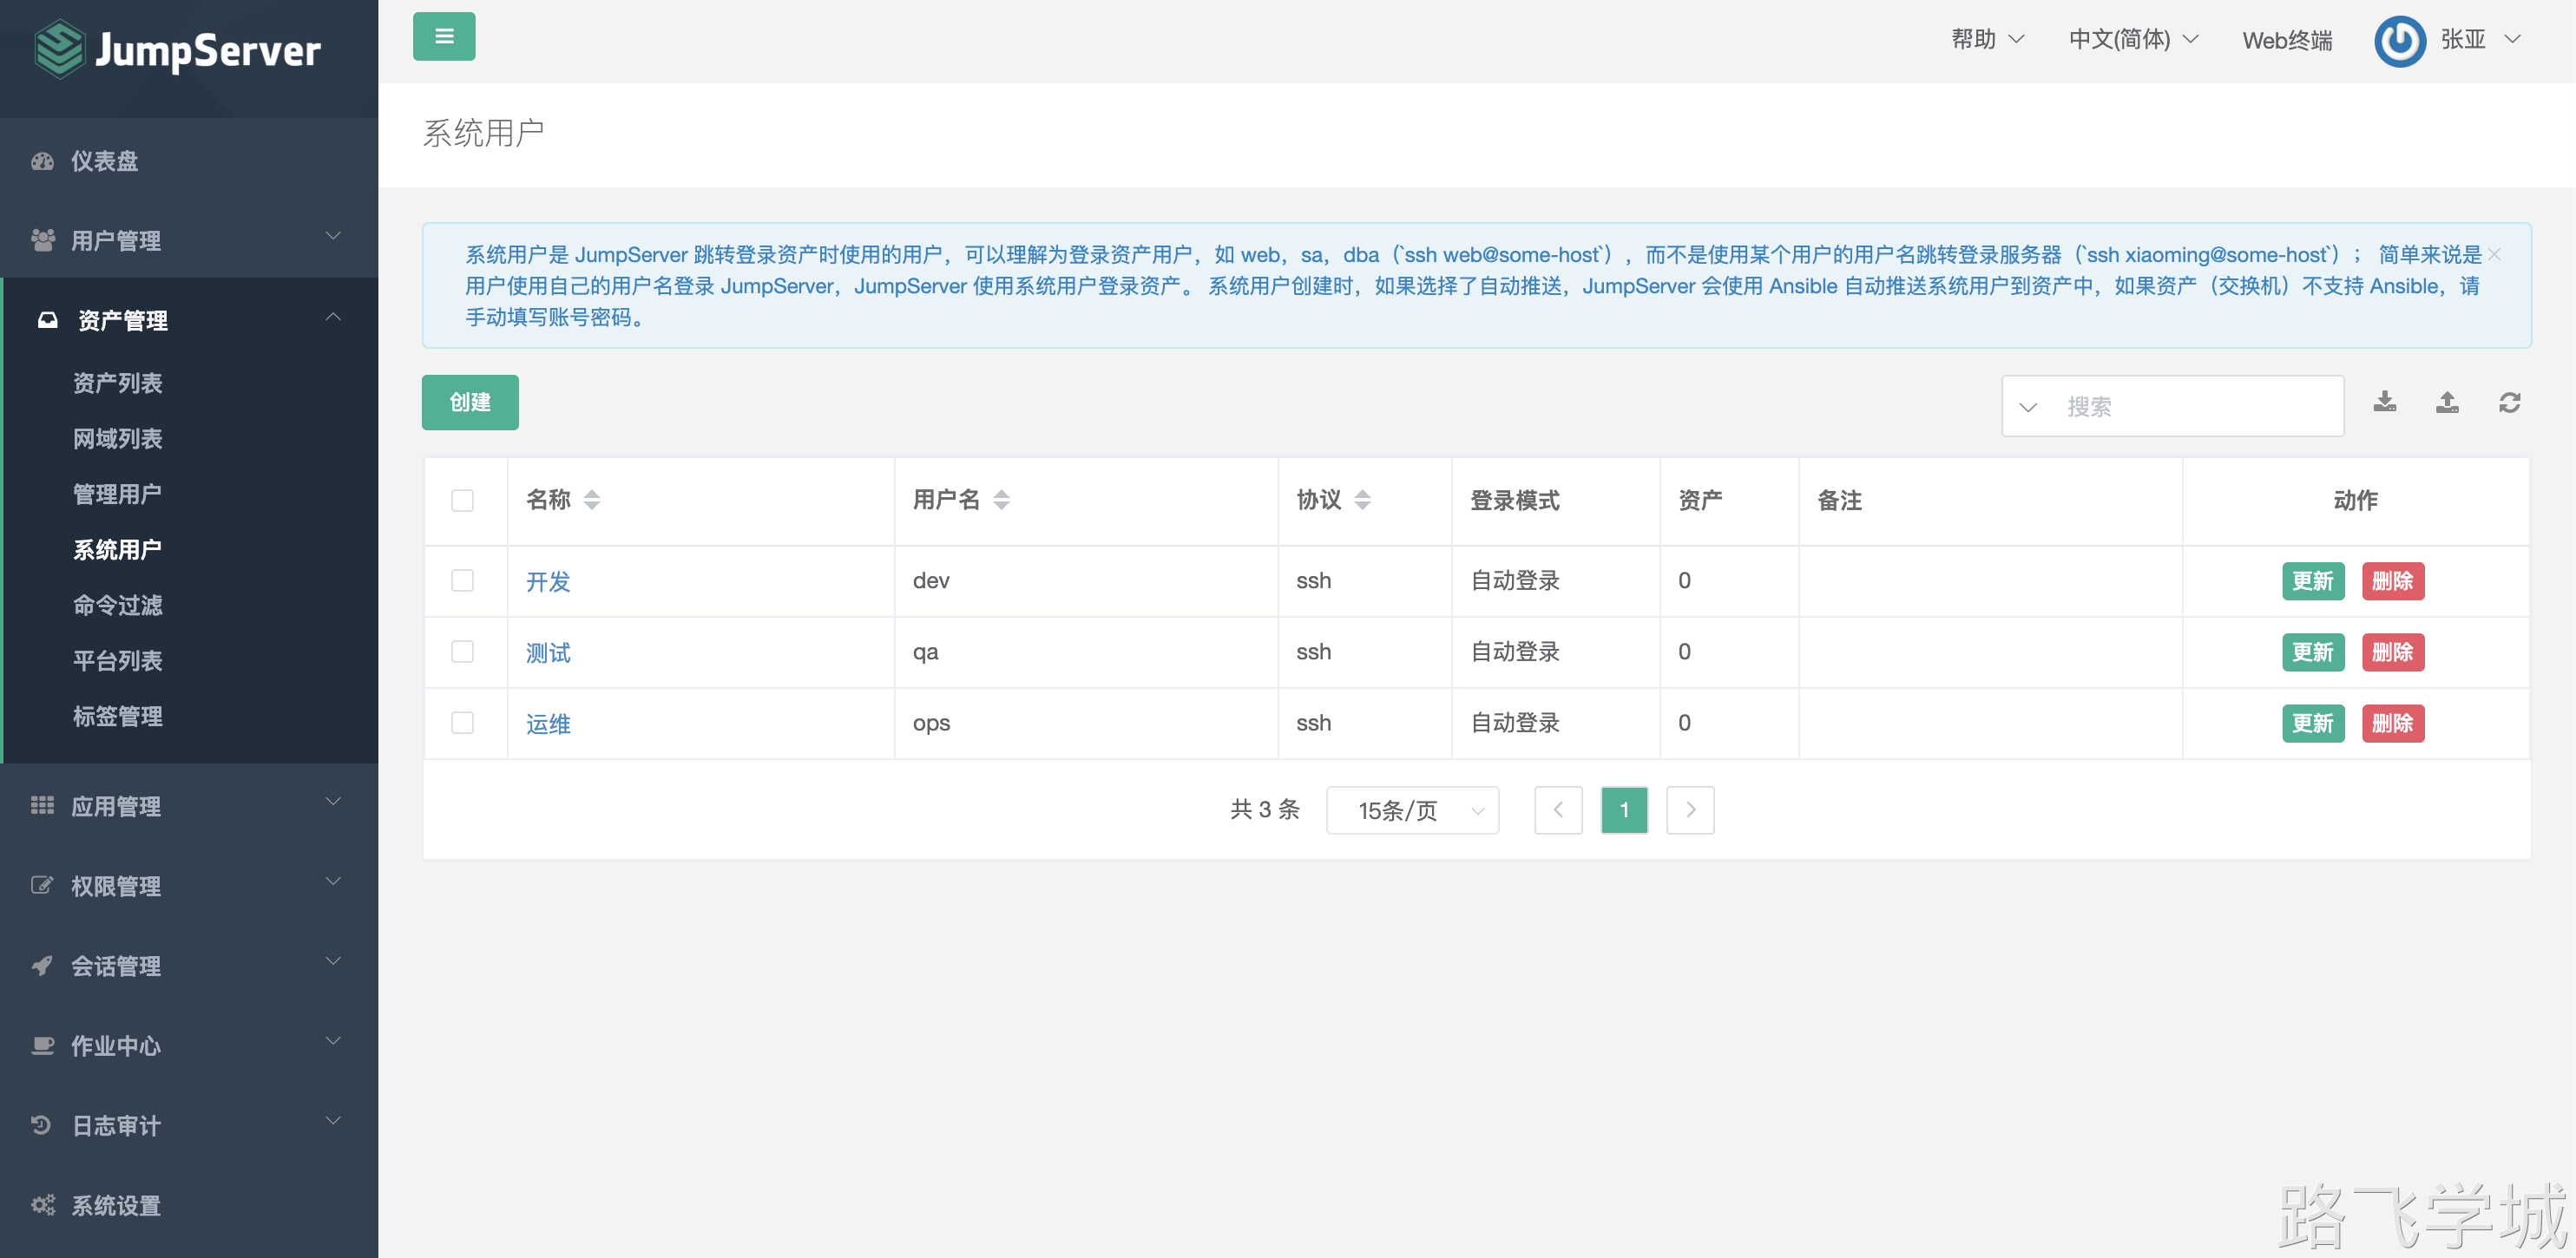 JumpServer
帮助
中文(简体)
Web终端
张亚
仪表盘
用户管理
资产管理
资产列表
网域列表
管理用户
系统用户
命令过滤
平台列表
标签管理
应用管理
权限管理
会话管理
作业中心
日志审计
系统设置
系统用户
系统用户是 JumpServer 跳转登录资产时使用的用户，可以理解为登录资产用户，如 web，sa，dba（`ssh web@some-host`），而不是使用某个用户的用户名跳转登录服务器（`ssh xiaoming@some-host`）； 简单来说是
用户使用自己的用户名登录 JumpServer，JumpServer 使用系统用户登录资产。 系统用户创建时，如果选择了自动推送，JumpServer 会使用 Ansible 自动推送系统用户到资产中，如果资产（交换机）不支持 Ansible，请
手动填写账号密码。
创建
搜索
名称 用户名 协议 登录模式 资产 备注 动作
开发 dev ssh 自动登录 0 更新 删除
测试 qa ssh 自动登录 0 更新 删除
运维 ops ssh 自动登录 0 更新 删除
共 3 条 15条/页 1
路飞学城